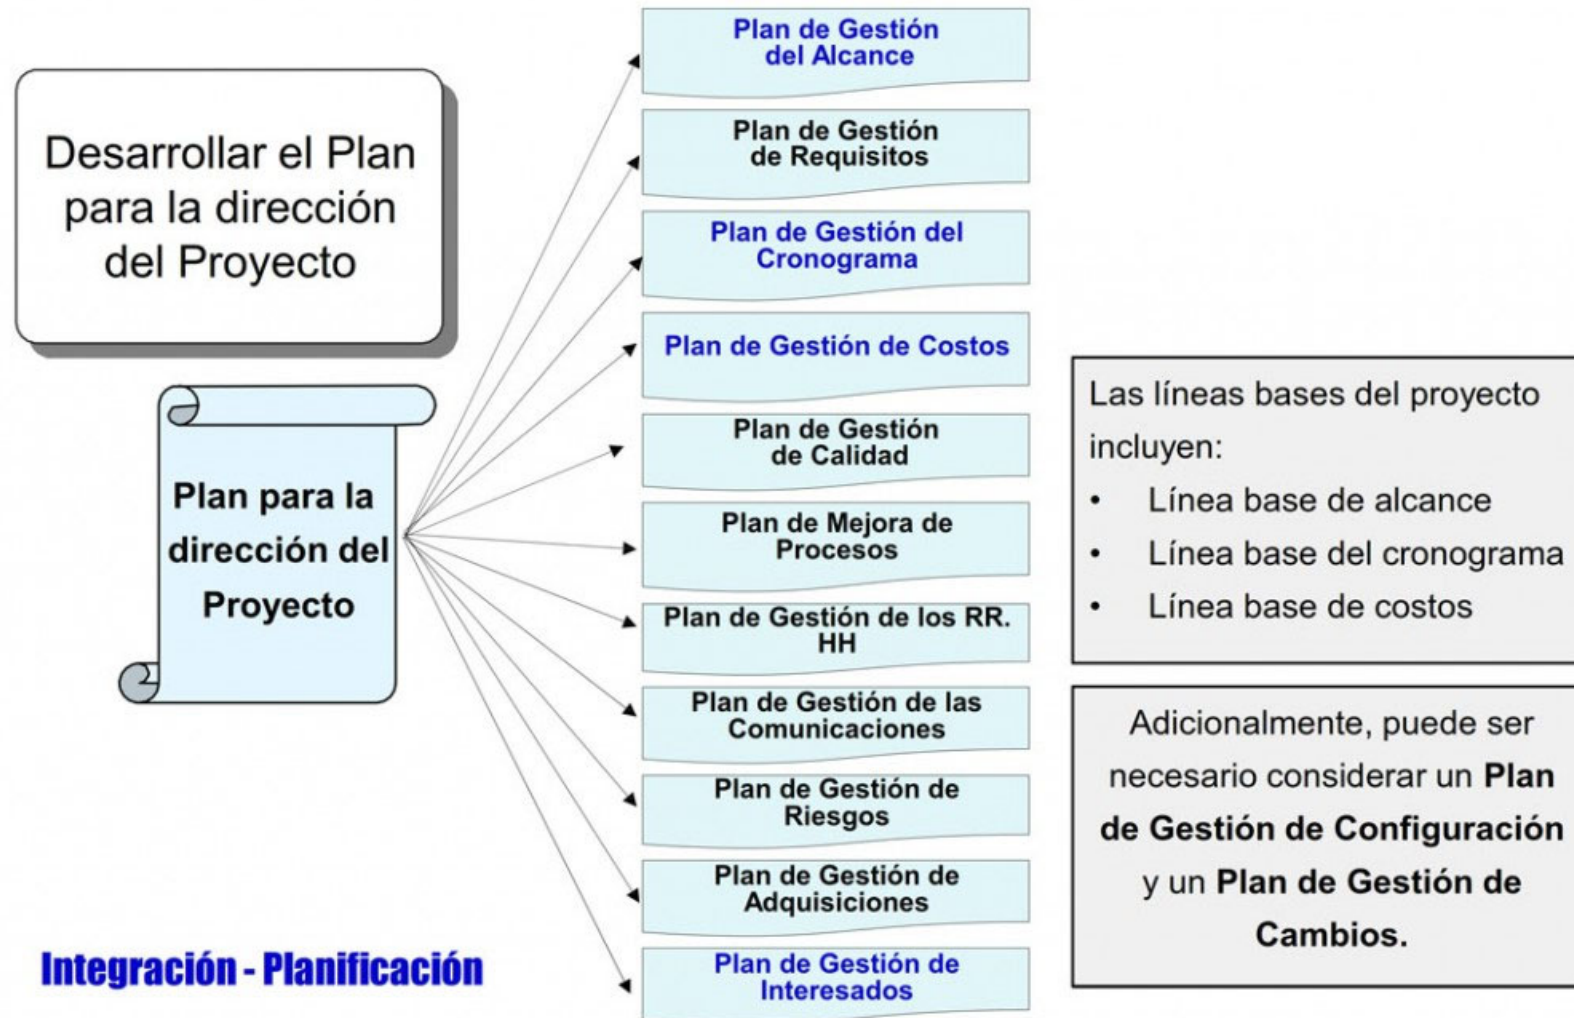 Desarrollar el Plan
para la dirección
del Proyecto
Plan para la
dirección del
Proyecto
Integración - Planificación
Plan de Gestión
del Alcance
Plan de Gestión
de Requisitos
Plan de Gestión del
Cronograma
Plan de Gestión de Costos
Plan de Gestión
de Calidad
Plan de Mejora de
Procesos
Plan de Gestión de los RR.
HH
Plan de Gestión de las
Comunicaciones
Plan de Gestión de
Riesgos
Plan de Gestión de
Adquisiciones
Plan de Gestión de
Interesados
Las líneas bases del proyecto
incluyen:
• Línea base de alcance
• Línea base del cronograma
• Línea base de costos
Adicionalmente, puede ser
necesario considerar un Plan
de Gestión de Configuración
y un Plan de Gestión de
Cambios.